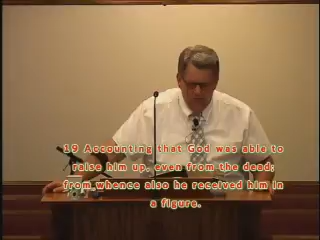 19 Accounting that God was able to
raise him up, even from the dead;
from whence also he received him in
a figure.